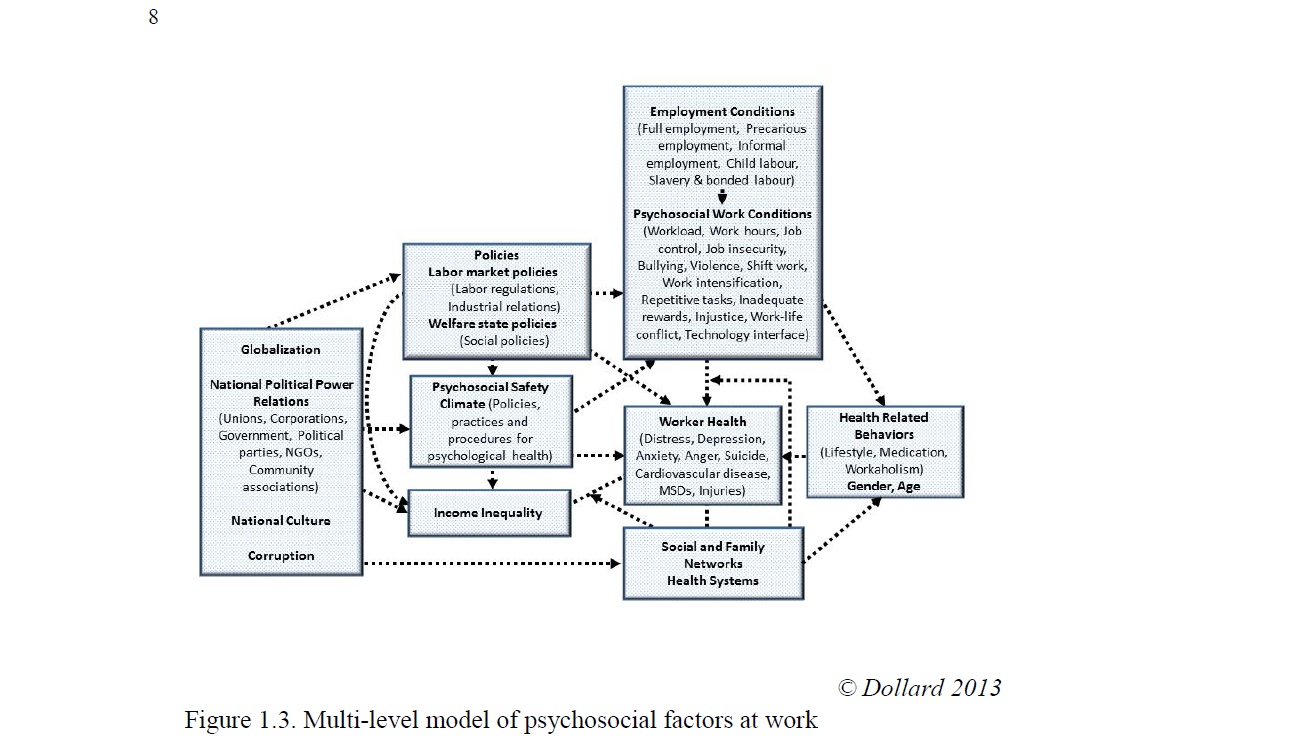 8
Employment Conditions
(Full employment, Precarious
employment, Informal
employment, Child labour,
Slavery & bonded labour)
Psychosocial Work Conditions
(Workload, Work hours, Job
control, Job insecurity,
Bullying, Violence, Shift work,
Work intensification,
Repetitive tasks, Inadequate
rewards, Injustice, Work-life
conflict, Technology interface)
Policies
Labor market policies
(Labor regulations,
Industrial relations)
Welfare state policies
(Social policies)
Globalization
National Political Power
Relations
(Unions, Corporations,
Government, Political
parties, NGOs,
Community
associations)
National Culture
Corruption
Psychosocial Safety
Climate (Policies,
practices and
procedures for
psychological health)
Income Inequality
Worker Health
(Distress, Depression,
Anxiety, Anger, Suicide,
Cardiovascular disease,
MSDs, Injuries)
Health Related
Behaviors
(Lifestyle, Medication,
Workaholism)
Gender, Age
Social and Family
Networks
Health Systems
© Dollard 2013
Figure 1.3. Multi-level model of psychosocial factors at work